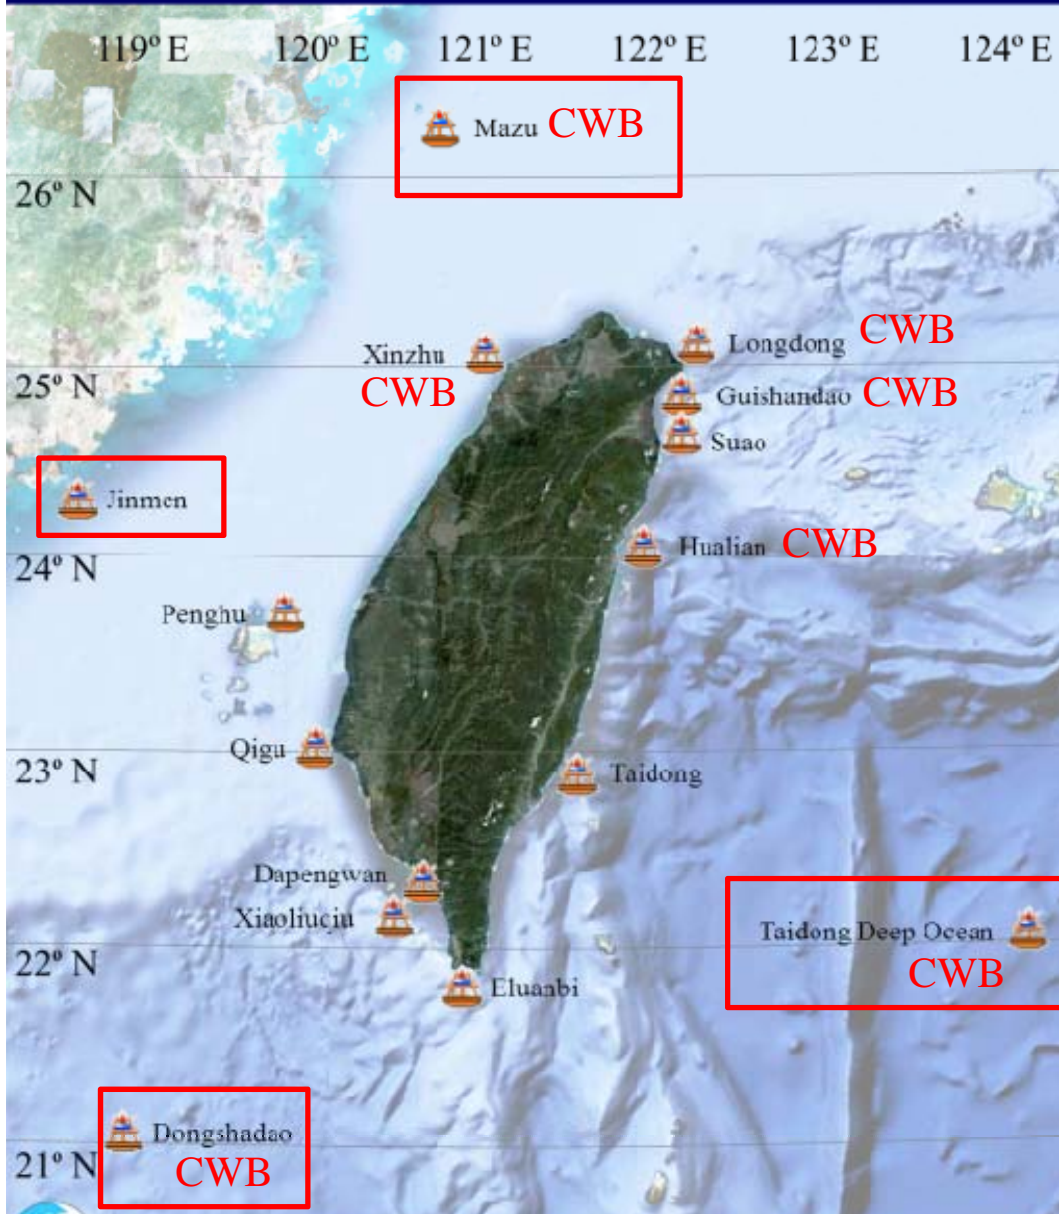 119° E 120° E 121° E 122° E 123° E 124° E
Mazu CWB
26° N
Longdong CWB
Xinzhu
CWB
25° N
Guishandao CWB
Suao
Jinmen
Hualian CWB
24° N
Penghu
Qigu
23° N
Taidong
Dapengwan
Xiaoliuciu
Taidong Deep Ocean
CWB
22° N
Eluanbi
Dongshadao
CWB
21° N